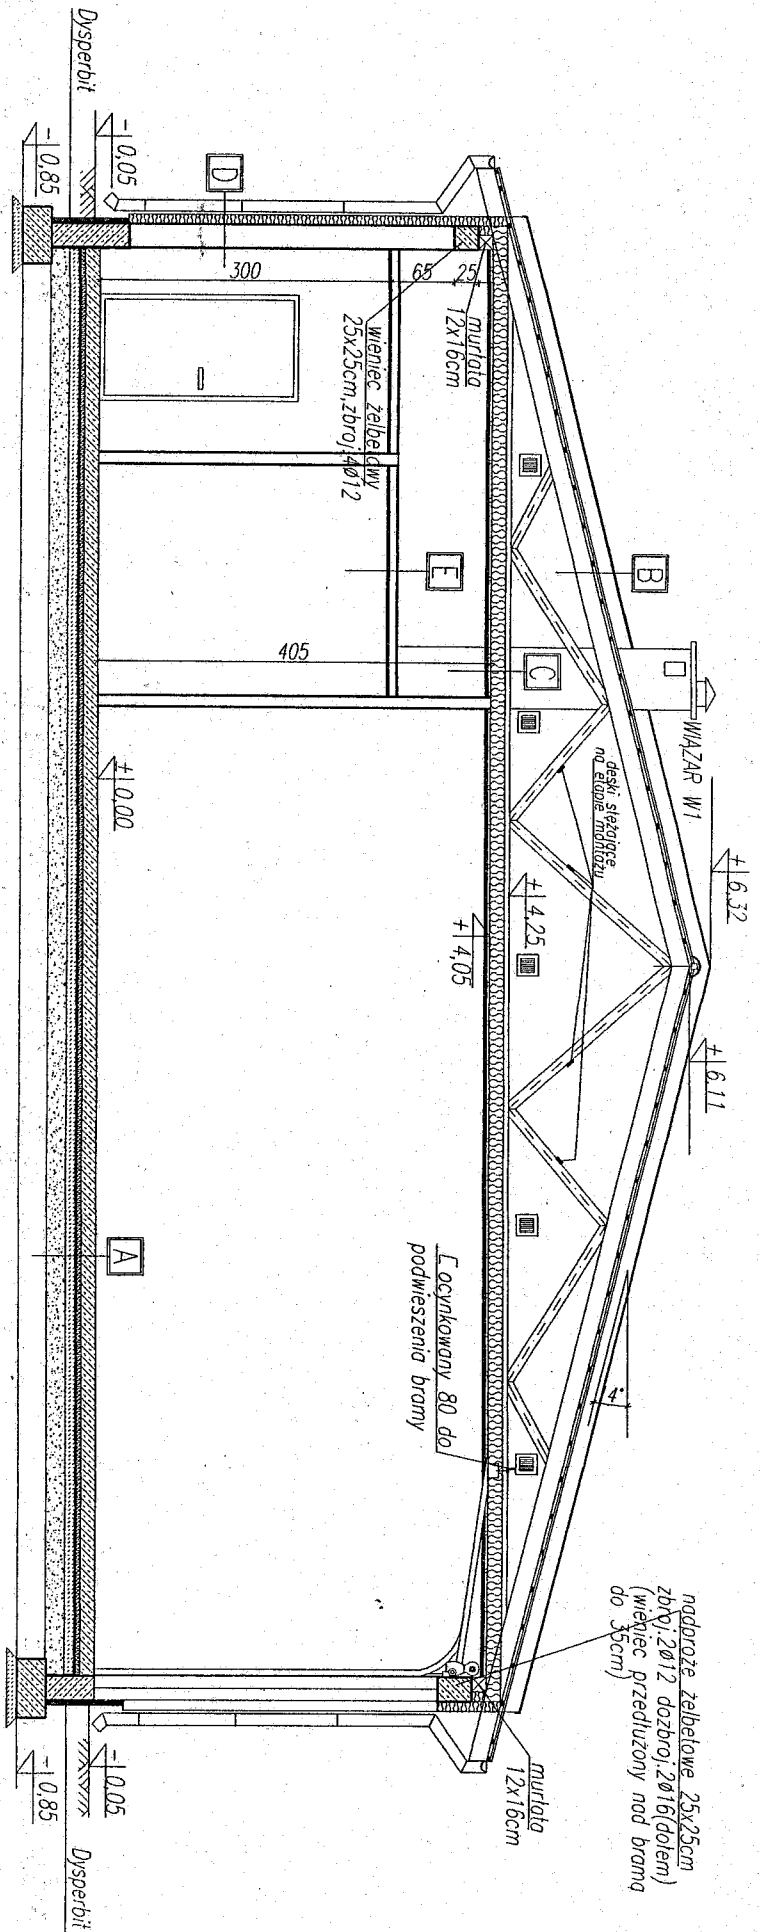 nadproże żelbetowe 25x25cm
zbroj.2ø12 dozbroj.2ø16(dołem)
(wieniec przedłużony nad bramą
do 35cm)
+6,32
+6,11
WIĄZAR W1
4°
B
deski stężające
na etapie montażu
C
+4,25
+4,05
murłata
12x16cm
murłata
12x16cm
[ ocynkowany 80 do
podwieszenia bramy
E
25
65
300
405
wieniec żelbetowy
25x25cm,zbroj.4ø12
D
A
+0,00
-0,05
-0,05
-0,85
-0,85
Dysperbit
Dysperbit